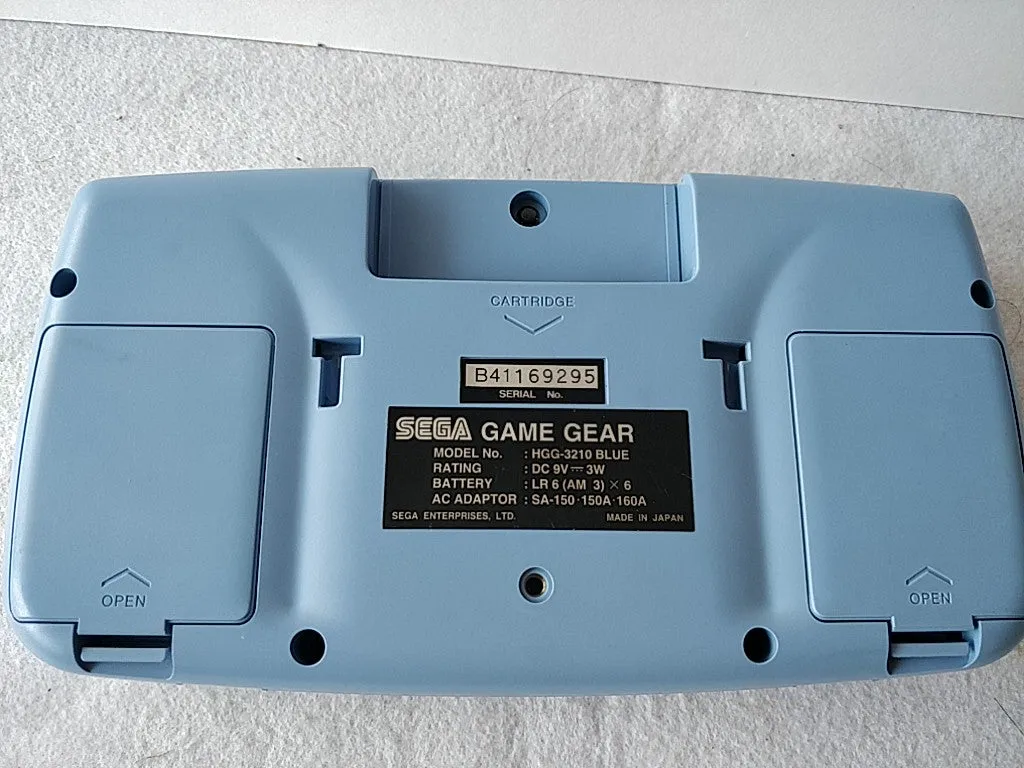 CARTRIDGE
B41169295
SERIAL No.
SEGA GAME GEAR
MODEL No. : HGG-3210 BLUE
RATING : DC 9V⎓3W
BATTERY : LR 6 (AM 3) × 6
AC ADAPTOR : SA-150·150A·160A
SEGA ENTERPRISES, LTD. MADE IN JAPAN
OPEN OPEN